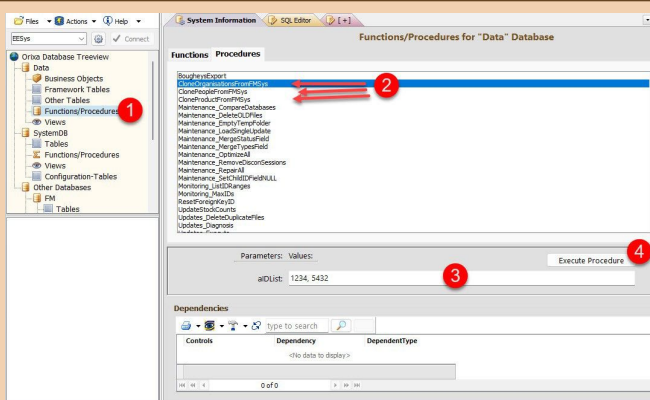 Files Actions Help
System Information SQL Editor [+]
EESys Connect
Functions/Procedures for "Data" Database
Orixa Database Treeview
Data
Business Objects
Framework Tables
Other Tables
Functions/Procedures
Views
SystemDB
Tables
Functions/Procedures
Views
Configuration-Tables
Other Databases
FM
Tables
1
Functions Procedures
BougheysExport
CloneOrganisationsFromFMSys
ClonePeopleFromFMSys
CloneProductFromFMSys
Maintenance_CompareDatabases
Maintenance_DeleteOLDFiles
Maintenance_EmptyTempFolder
Maintenance_LoadSingleUpdate
Maintenance_MergeStatusField
Maintenance_MergeTypesField
Maintenance_OptimizeAll
Maintenance_RemoveDisconSessions
Maintenance_RepairAll
Maintenance_SetChildIDFieldNULL
Monitoring_ListIDRanges
Monitoring_MaxIDs
ResetForeignKeyID
UpdateStockCounts
Updates_DeleteDuplicateFiles
Updates_Diagnosis
2
Parameters: Values:
4
Execute Procedure
aIDList: 1234, 5432
3
Dependencies
type to search
Controls Dependency DependentType
<No data to display>
0 of 0